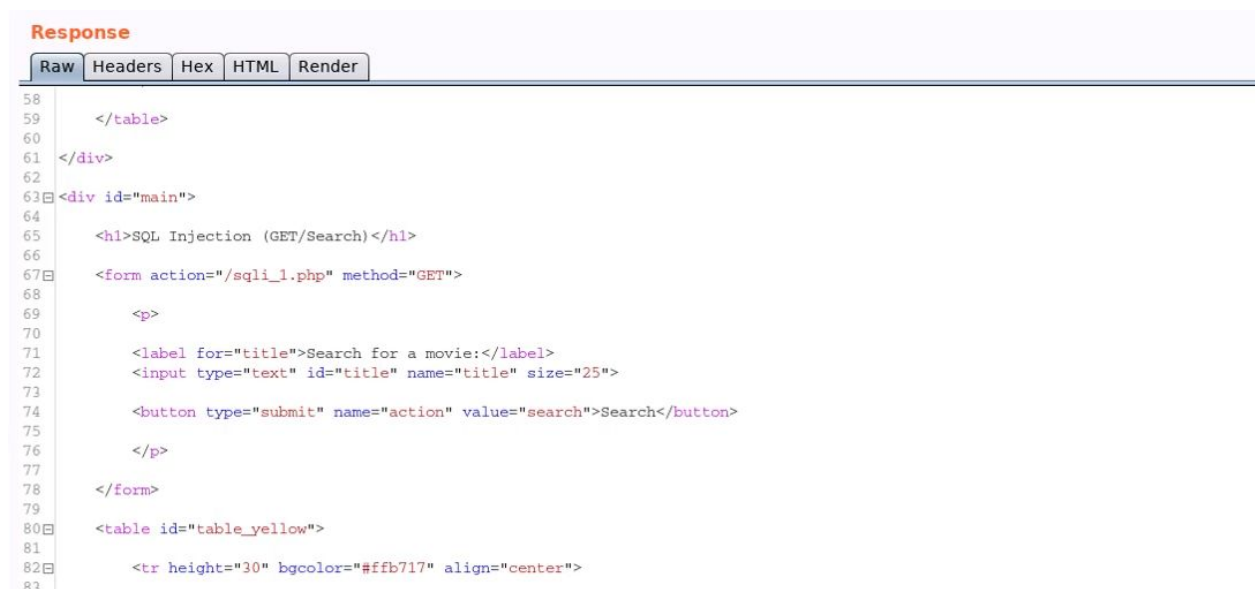 Response
Raw Headers Hex HTML Render
58
59 </table>
60
61 </div>
62
63 <div id="main">
64
65 <h1>SQL Injection (GET/Search)</h1>
66
67 <form action="/sqli_1.php" method="GET">
68
69 <p>
70
71 <label for="title">Search for a movie:</label>
72 <input type="text" id="title" name="title" size="25">
73
74 <button type="submit" name="action" value="search">Search</button>
75
76 </p>
77
78 </form>
79
80 <table id="table_yellow">
81
82 <tr height="30" bgcolor="#ffb717" align="center">
83